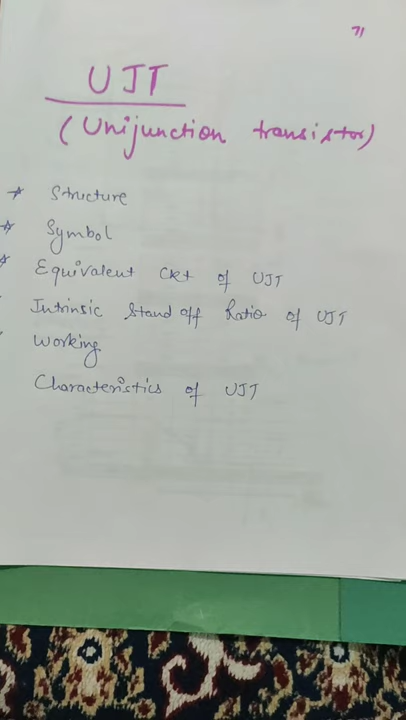 71
UJT
(Unijunction transistor)
* Structure
* Symbol
* Equivalent Ckt of UJT
Intrinsic Stand off Ratio of UJT
Working
Characteristics of UJT